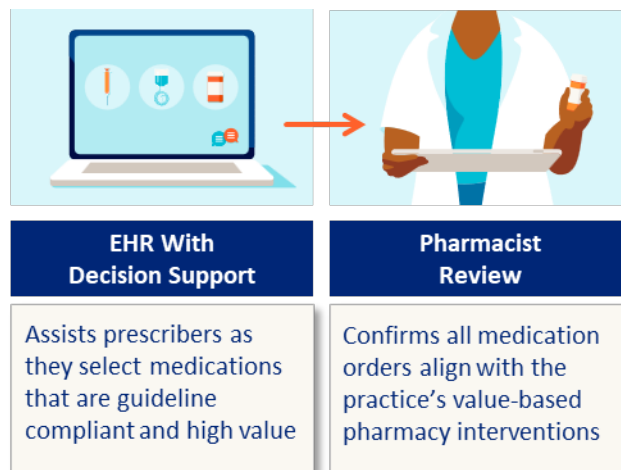 EHR With
Decision Support
Pharmacist
Review
Assists prescribers as
they select medications
that are guideline
compliant and high value
Confirms all medication
orders align with the
practice’s value-based
pharmacy interventions